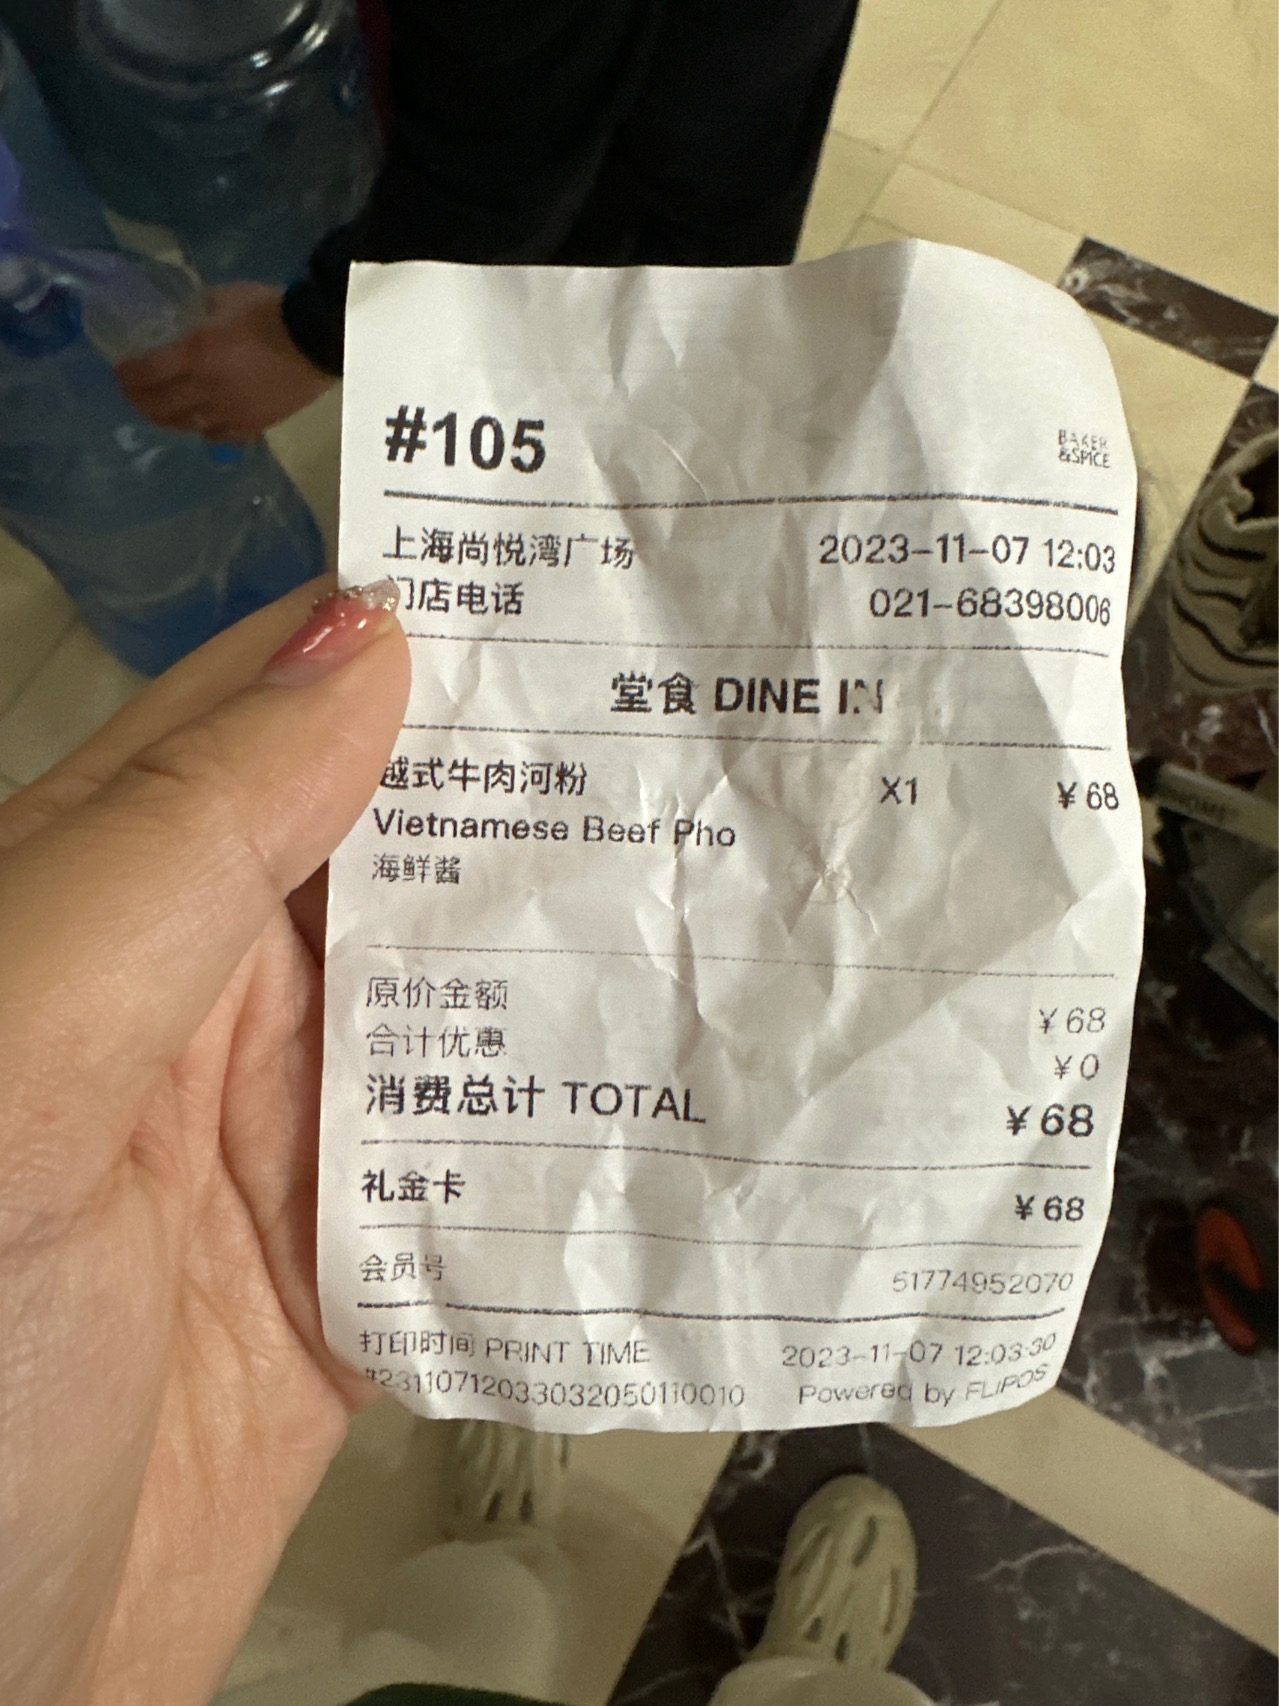 #105
BAKER
&SPICE
上海尚悦湾广场 2023-11-07 12:03
门店电话 021-68398006
堂食 DINE IN
越式牛肉河粉 X1 ¥68
Vietnamese Beef Pho
海鲜酱
原价金额 ¥68
合计优惠 ¥0
消费总计 TOTAL ¥68
礼金卡 ¥68
会员号 51774952070
打印时间 PRINT TIME 2023-11-07 12:03:30
#23110712033032050110010 Powered by FLIPOS